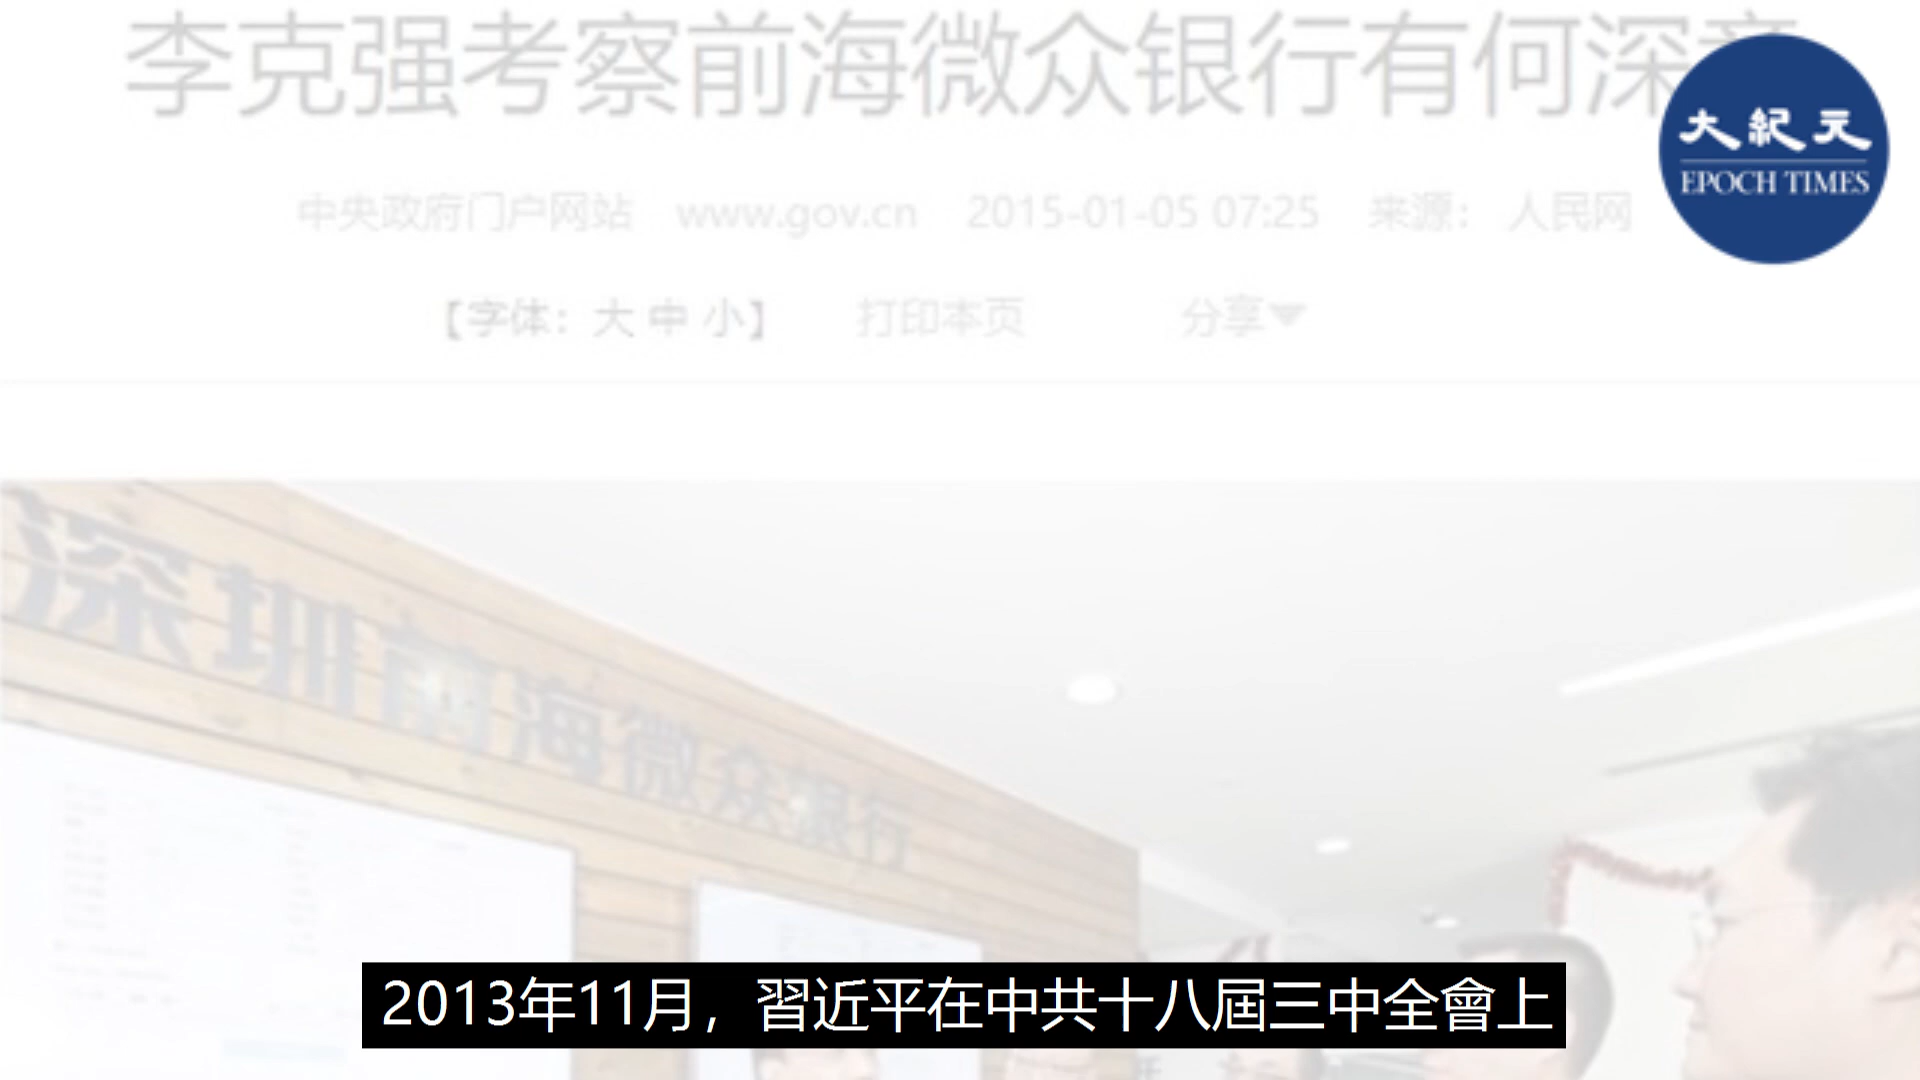 李克强考察前海微众银行有何深意
大紀元
EPOCH TIMES
中央政府门户网站 www.gov.cn 2015-01-05 07:25 来源： 人民网
【字体：大 中 小】 打印本页 分享
深圳前海微众银行
2013年11月，習近平在中共十八屆三中全會上